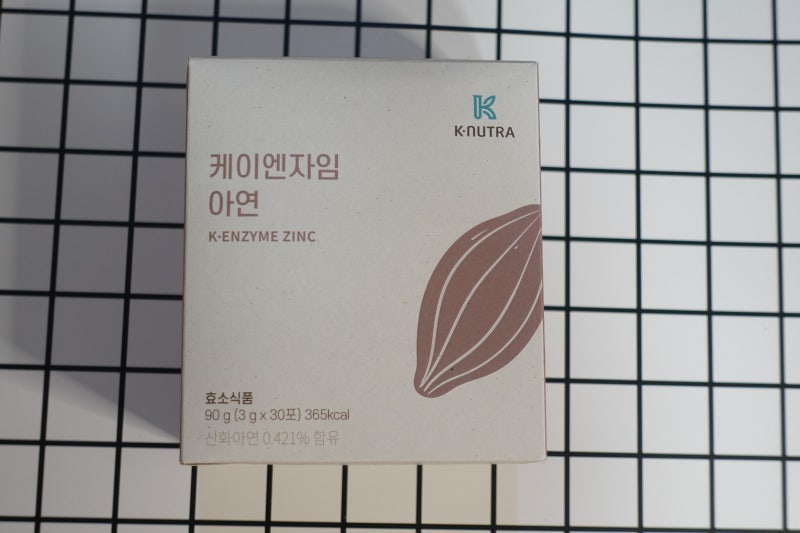 K·NUTRA
케이엔자임
아연
K·ENZYME ZINC
효소식품
90 g (3 g x 30포) 365kcal
산화아연 0.421% 함유